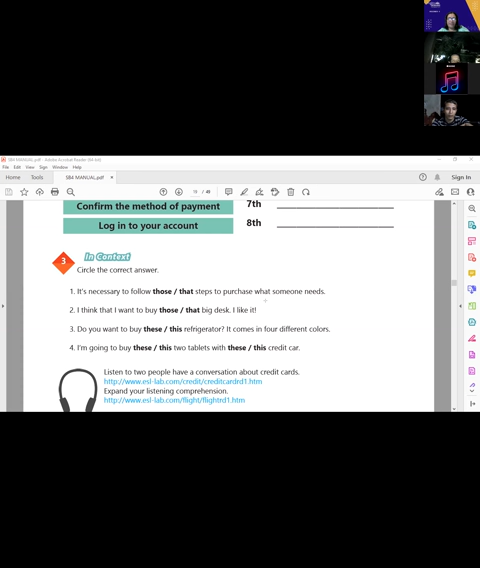 SB4 MANUAL.pdf - Adobe Acrobat Reader (64-bit)
File Edit View Sign Window Help
Home Tools SB4 MANUAL.pdf × Sign In
/ 49
Confirm the method of payment 7th
Log in to your account 8th
3 In Context
Circle the correct answer.
1. It's necessary to follow those / that steps to purchase what someone needs.
2. I think that I want to buy those / that big desk. I like it!
3. Do you want to buy these / this refrigerator? It comes in four different colors.
4. I'm going to buy these / this two tablets with these / this credit car.
Listen to two people have a conversation about credit cards.
http://www.esl-lab.com/credit/creditcardrd1.htm
Expand your listening comprehension.
http://www.esl-lab.com/flight/flightrd1.htm